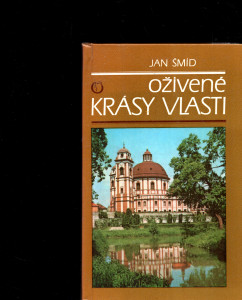 JAN ŠMÍD
oživené
KRÁSY VLASTI